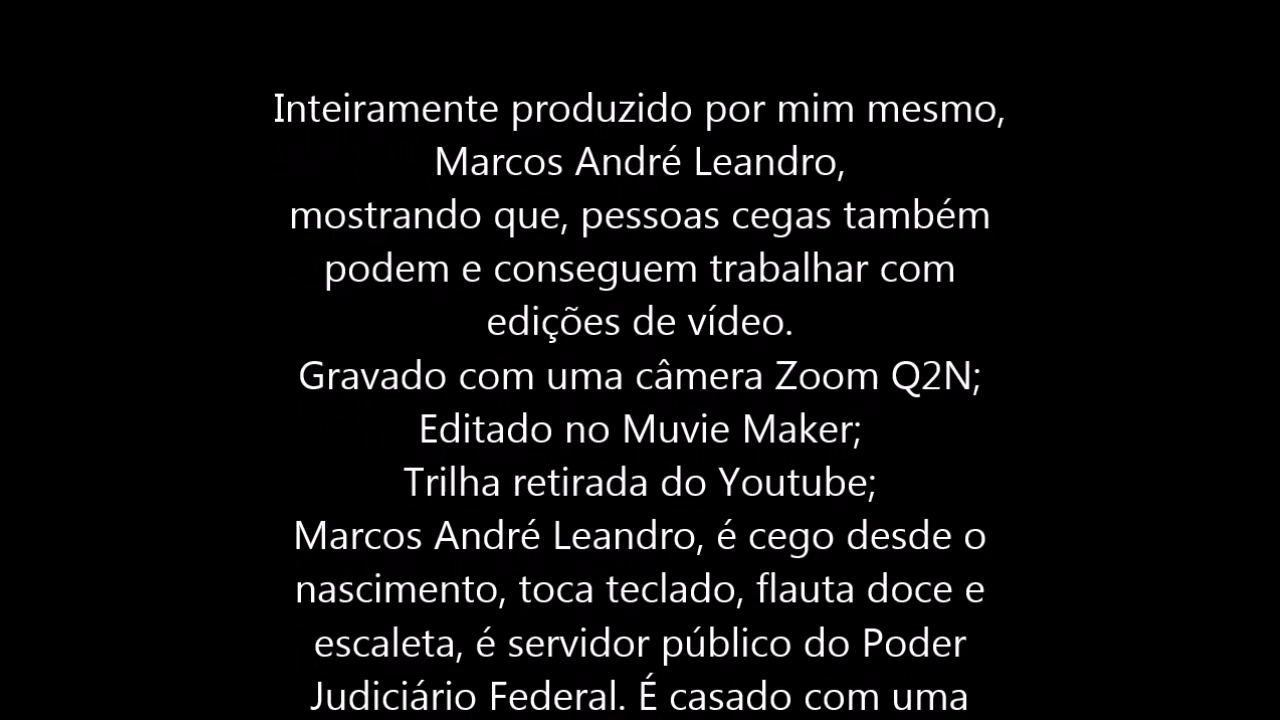 Inteiramente produzido por mim mesmo,
Marcos André Leandro,
mostrando que, pessoas cegas também
podem e conseguem trabalhar com
edições de vídeo.
Gravado com uma câmera Zoom Q2N;
Editado no Muvie Maker;
Trilha retirada do Youtube;
Marcos André Leandro, é cego desde o
nascimento, toca teclado, flauta doce e
escaleta, é servidor público do Poder
Judiciário Federal. É casado com uma